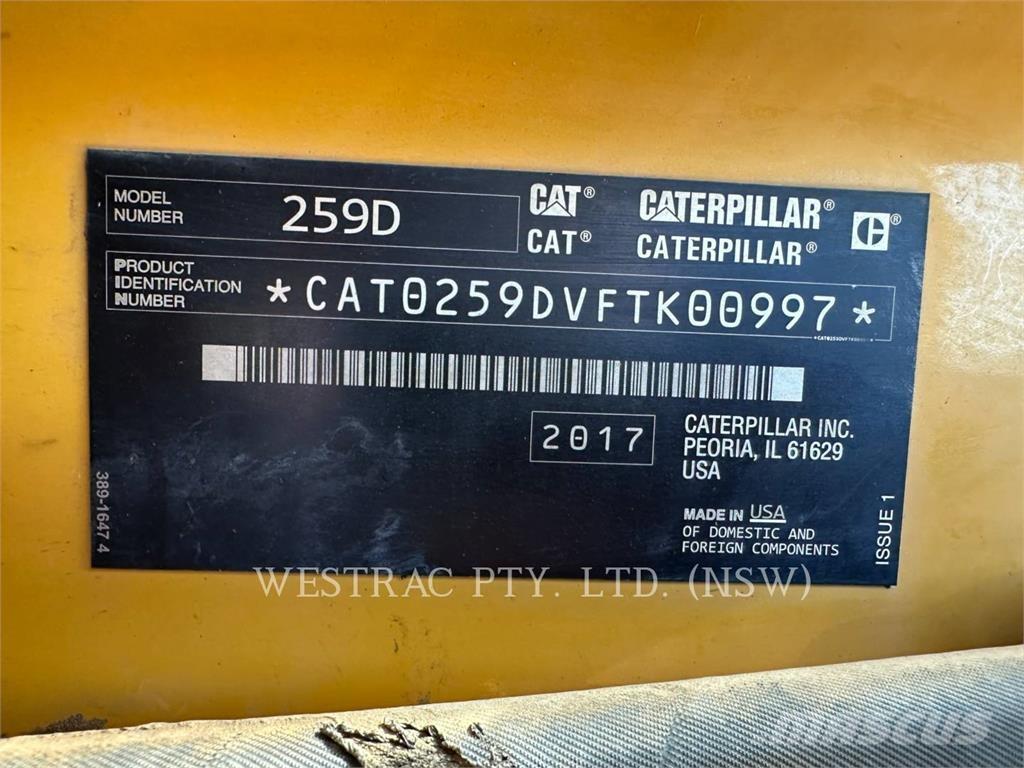 MODEL
NUMBER
259D
CAT®
CATERPILLAR®
®
CAT®
CATERPILLAR®
PRODUCT
IDENTIFICATION
NUMBER
*CAT0259DVFTK00997*
2017
CATERPILLAR INC.
PEORIA, IL 61629
USA
MADE IN USA
OF DOMESTIC AND
FOREIGN COMPONENTS
389-1647 4
ISSUE 1
WESTRAC PTY. LTD. (NSW)
MASCUS